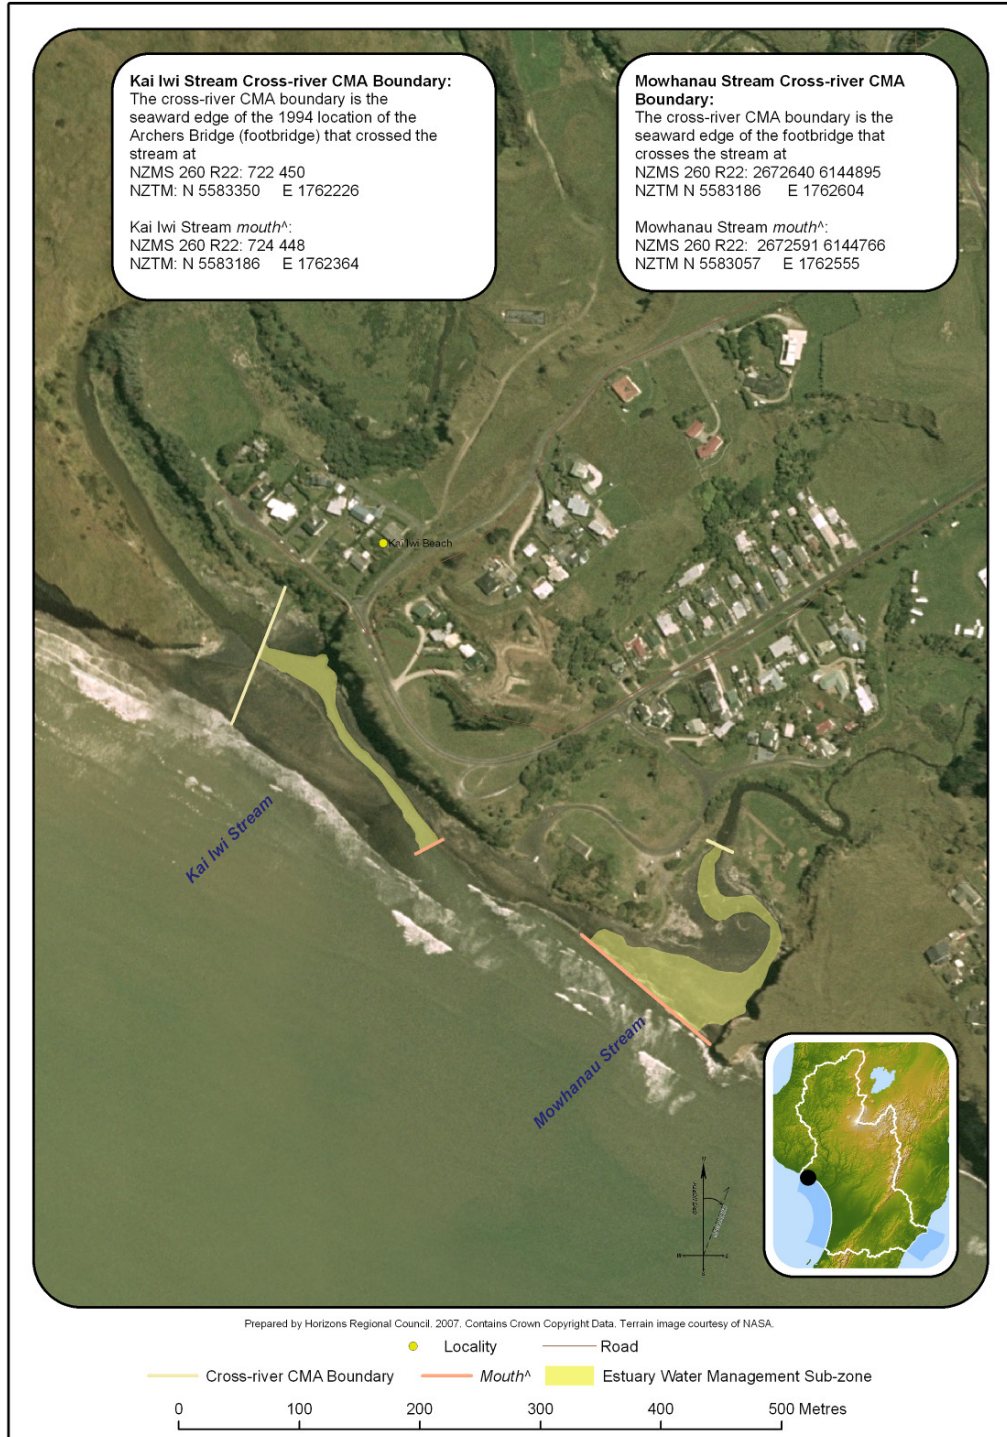 Kai Iwi Stream Cross-river CMA Boundary:
The cross-river CMA boundary is the
seaward edge of the 1994 location of the
Archers Bridge (footbridge) that crossed the
stream at
NZMS 260 R22: 722 450
NZTM: N 5583350 E 1762226
Kai Iwi Stream mouth^:
NZMS 260 R22: 724 448
NZTM: N 5583186 E 1762364
Mowhanau Stream Cross-river CMA
Boundary:
The cross-river CMA boundary is the
seaward edge of the footbridge that
crosses the stream at
NZMS 260 R22: 2672640 6144895
NZTM N 5583186 E 1762604
Mowhanau Stream mouth^:
NZMS 260 R22: 2672591 6144766
NZTM N 5583057 E 1762555
Kai Iwi Beach
Kai Iwi Stream
Mowhanau Stream
GRID NORTH
Prepared by Horizons Regional Council. 2007. Contains Crown Copyright Data. Terrain image courtesy of NASA.
Locality Road
Cross-river CMA Boundary Mouth^ Estuary Water Management Sub-zone
0 100 200 300 400 500 Metres